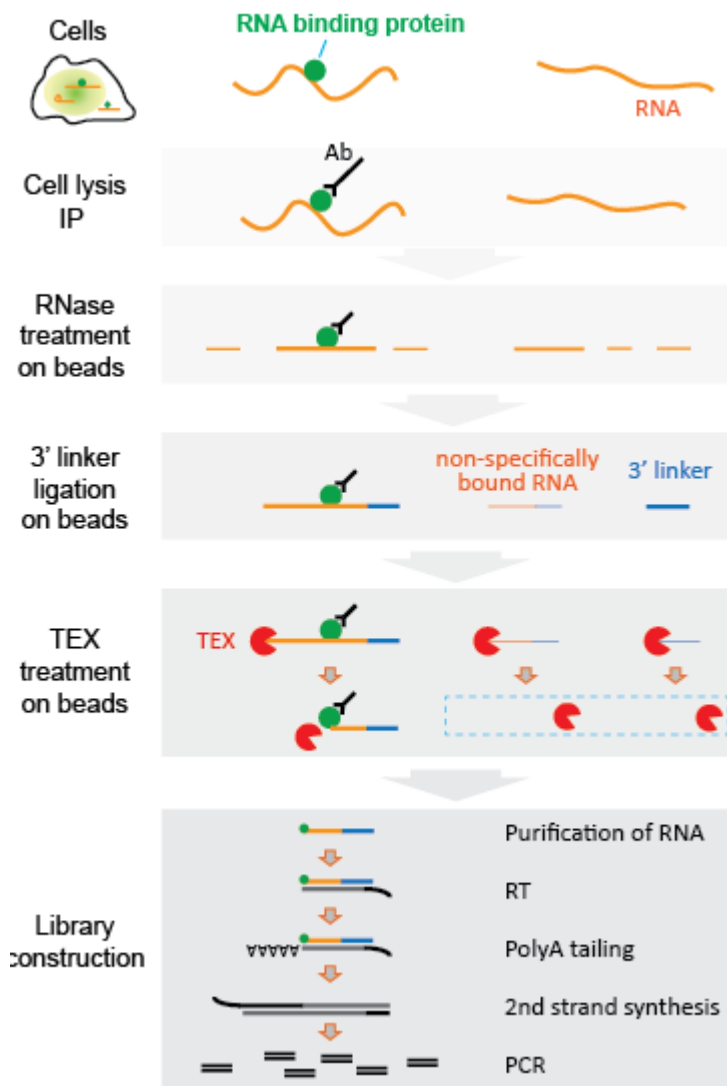 Cells
RNA binding protein
RNA
Cell lysis
IP
Ab
RNase
treatment
on beads
3’ linker
ligation
on beads
non-specifically
bound RNA
3’ linker
TEX
treatment
on beads
TEX
Library
construction
Purification of RNA
RT
AAAAA
PolyA tailing
2nd strand synthesis
PCR